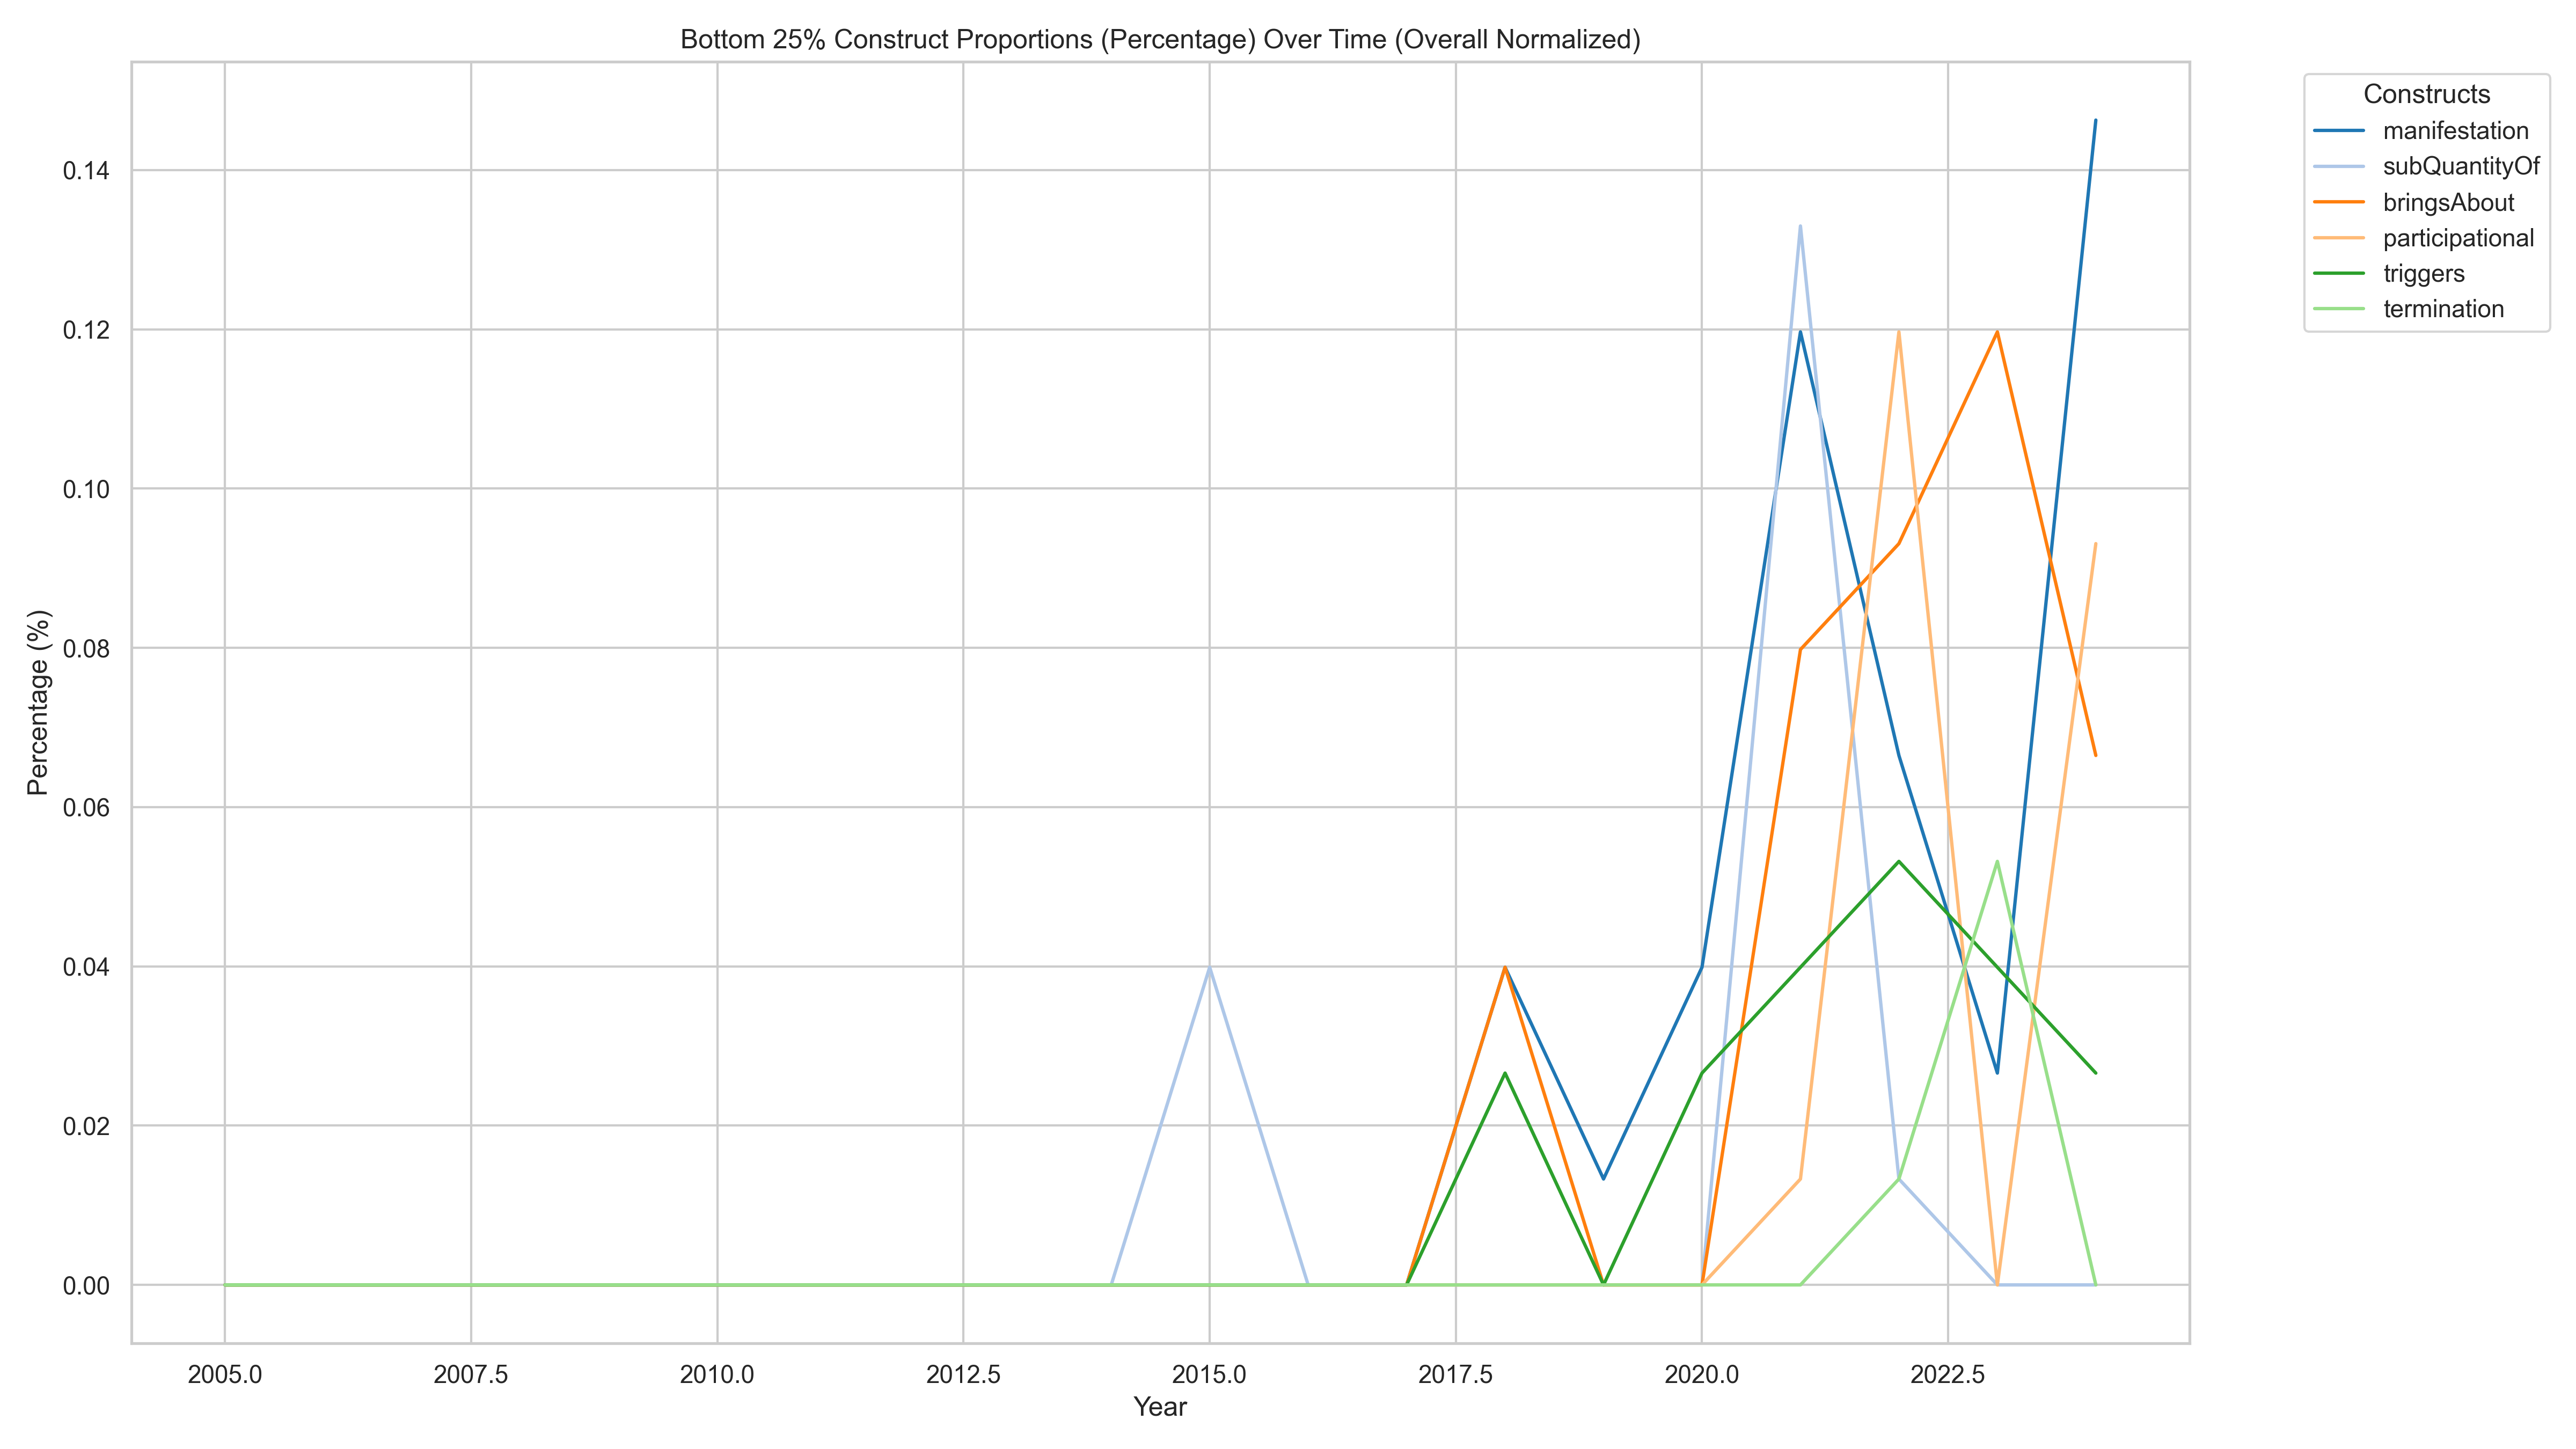 Bottom 25% Construct Proportions (Percentage) Over Time (Overall Normalized)
Constructs
manifestation
subQuantityOf
bringsAbout
participational
triggers
termination
Percentage (%)
0.14
0.12
0.10
0.08
0.06
0.04
0.02
0.00
2005.0 2007.5 2010.0 2012.5 2015.0 2017.5 2020.0 2022.5
Year